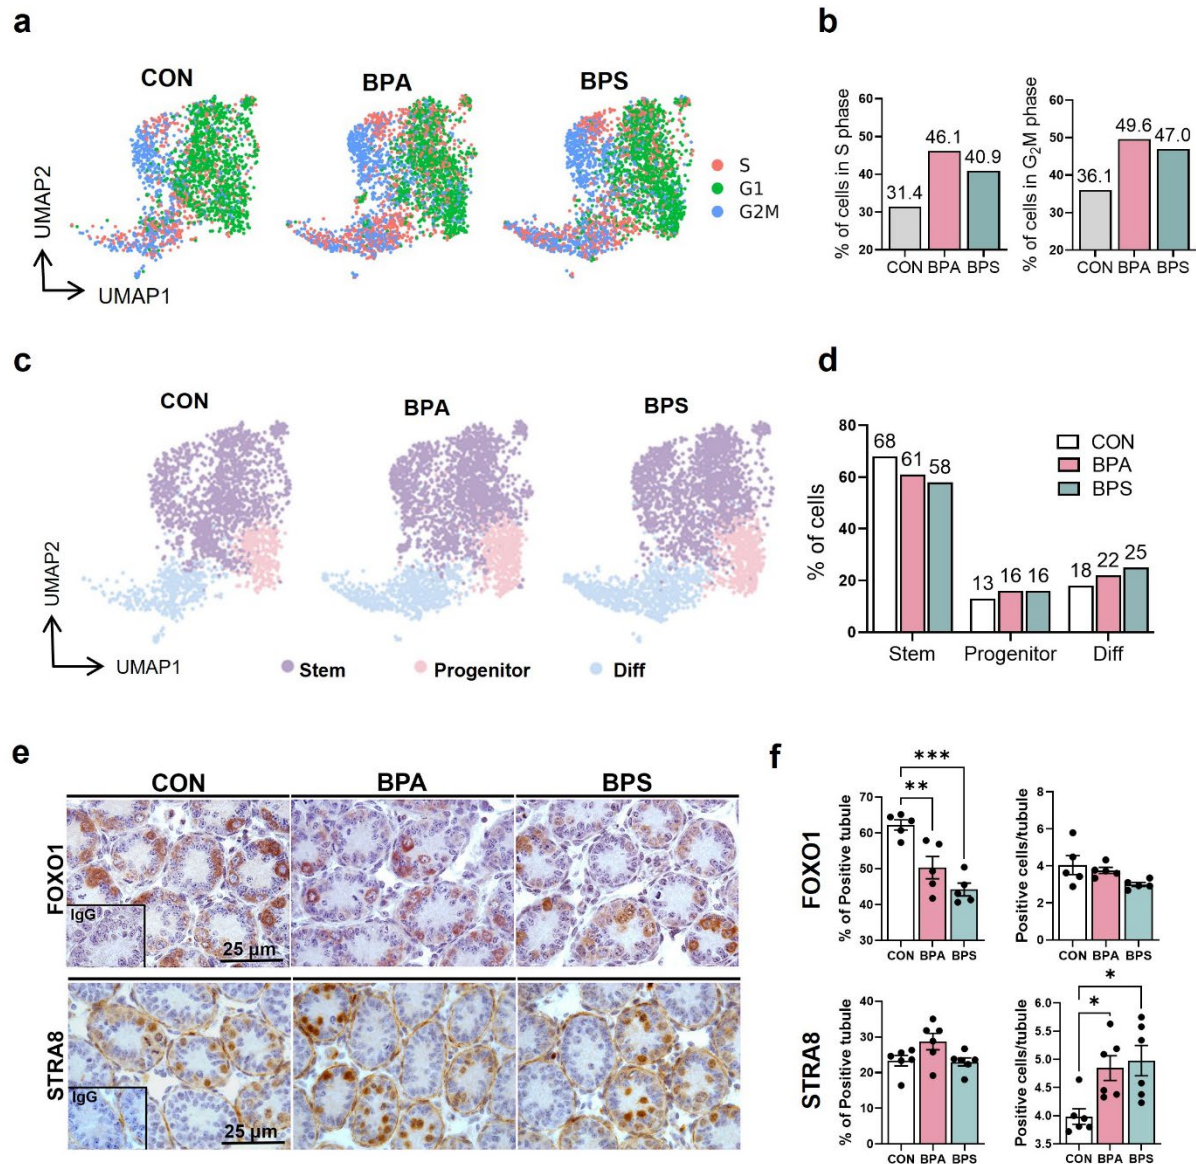 a
CON
BPA
BPS
UMAP2
UMAP1
S
G1
G2M
b
% of cells in S phase
60
50
40
30
20
31.4
46.1
40.9
CON BPA BPS
% of cells in G2M phase
60
50
40
30
20
36.1
49.6
47.0
CON BPA BPS
c
CON
BPA
BPS
UMAP2
UMAP1
Stem
Progenitor
Diff
d
% of cells
80
60
40
20
0
68
61
58
13
16
16
18
22
25
Stem
Progenitor
Diff
CON
BPA
BPS
e
CON
BPA
BPS
FOXO1
IgG
25 µm
STRA8
IgG
25 µm
f
FOXO1
% of Positive tubule
70
60
50
40
30
**
***
CON BPA BPS
Positive cells/tubule
8
6
4
2
0
CON BPA BPS
STRA8
% of Positive tubule
40
30
20
10
0
CON BPA BPS
Positive cells/tubule
6.0
5.5
5.0
4.5
4.0
3.5
*
*
CON BPA BPS